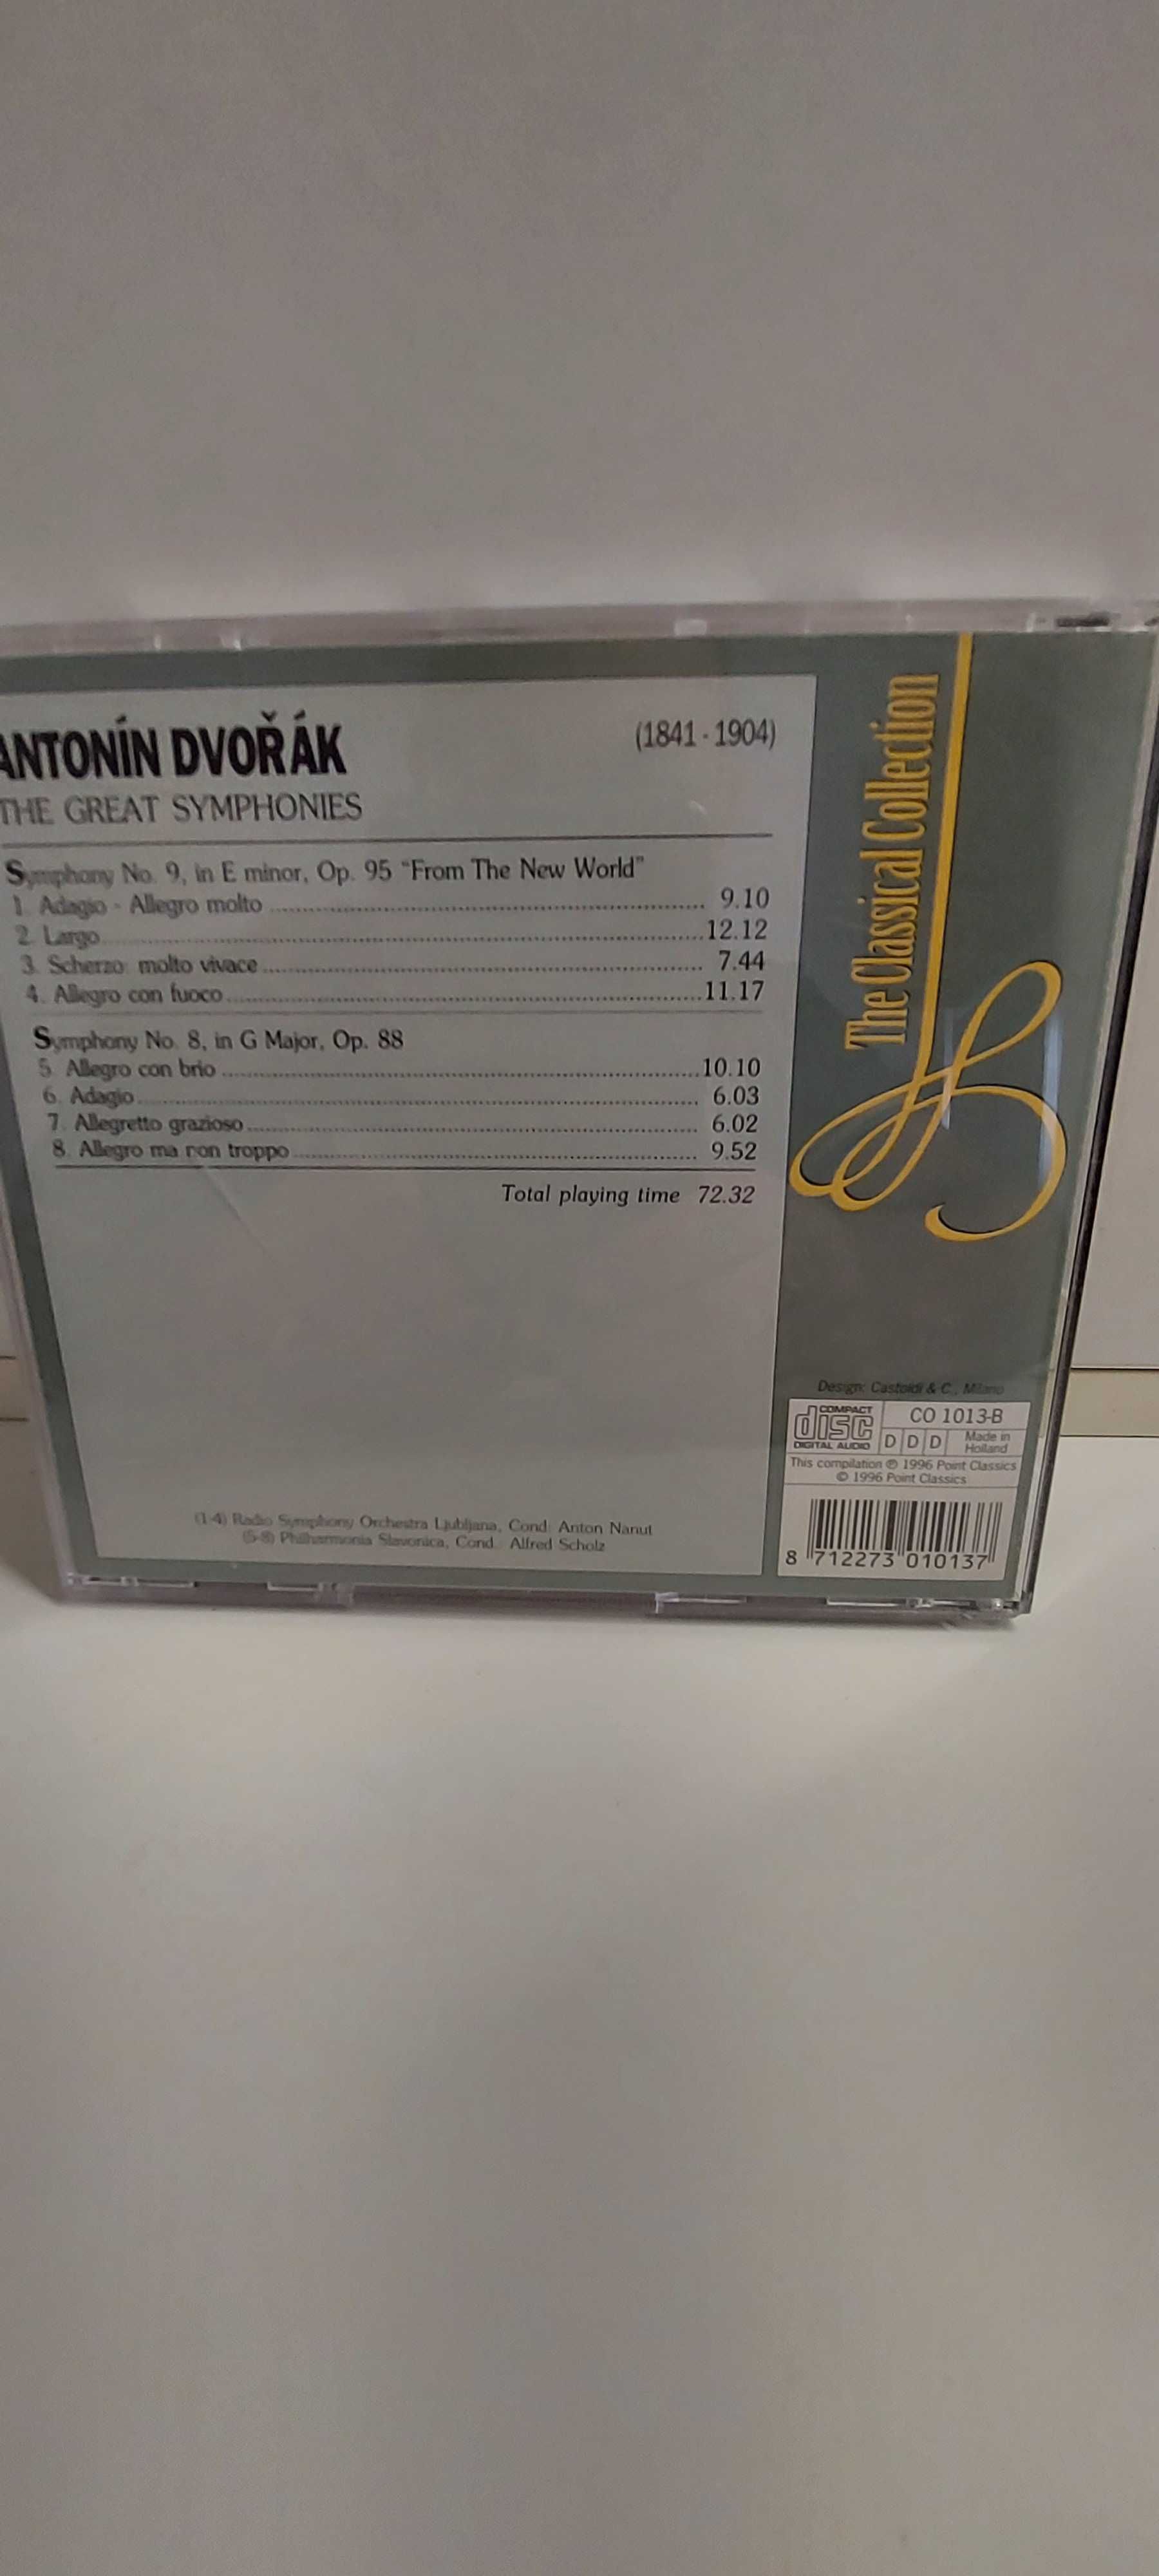 ANTONÍN DVOŘÁK (1841 - 1904)
THE GREAT SYMPHONIES
Symphony No. 9, in E minor, Op. 95 "From The New World"
1. Adagio - Allegro molto 9.10
2. Largo 12.12
3. Scherzo: molto vivace 7.44
4. Allegro con fuoco 11.17
Symphony No. 8, in G Major, Op. 88
5. Allegro con brio 10.10
6. Adagio 6.03
7. Allegretto grazioso 6.02
8. Allegro ma non troppo 9.52
Total playing time 72.32
(1-4) Radio Symphony Orchestra Ljubljana, Cond: Anton Nanut
(5-8) Philharmonia Slavonica, Cond.: Alfred Scholz
The Classical Collection
Design: Castoldi & C., Milano
COMPACT
disc
DIGITAL AUDIO
CO 1013-B
D D D
Made in
Holland
This compilation ℗ 1996 Point Classics
© 1996 Point Classics
8 712273 010137